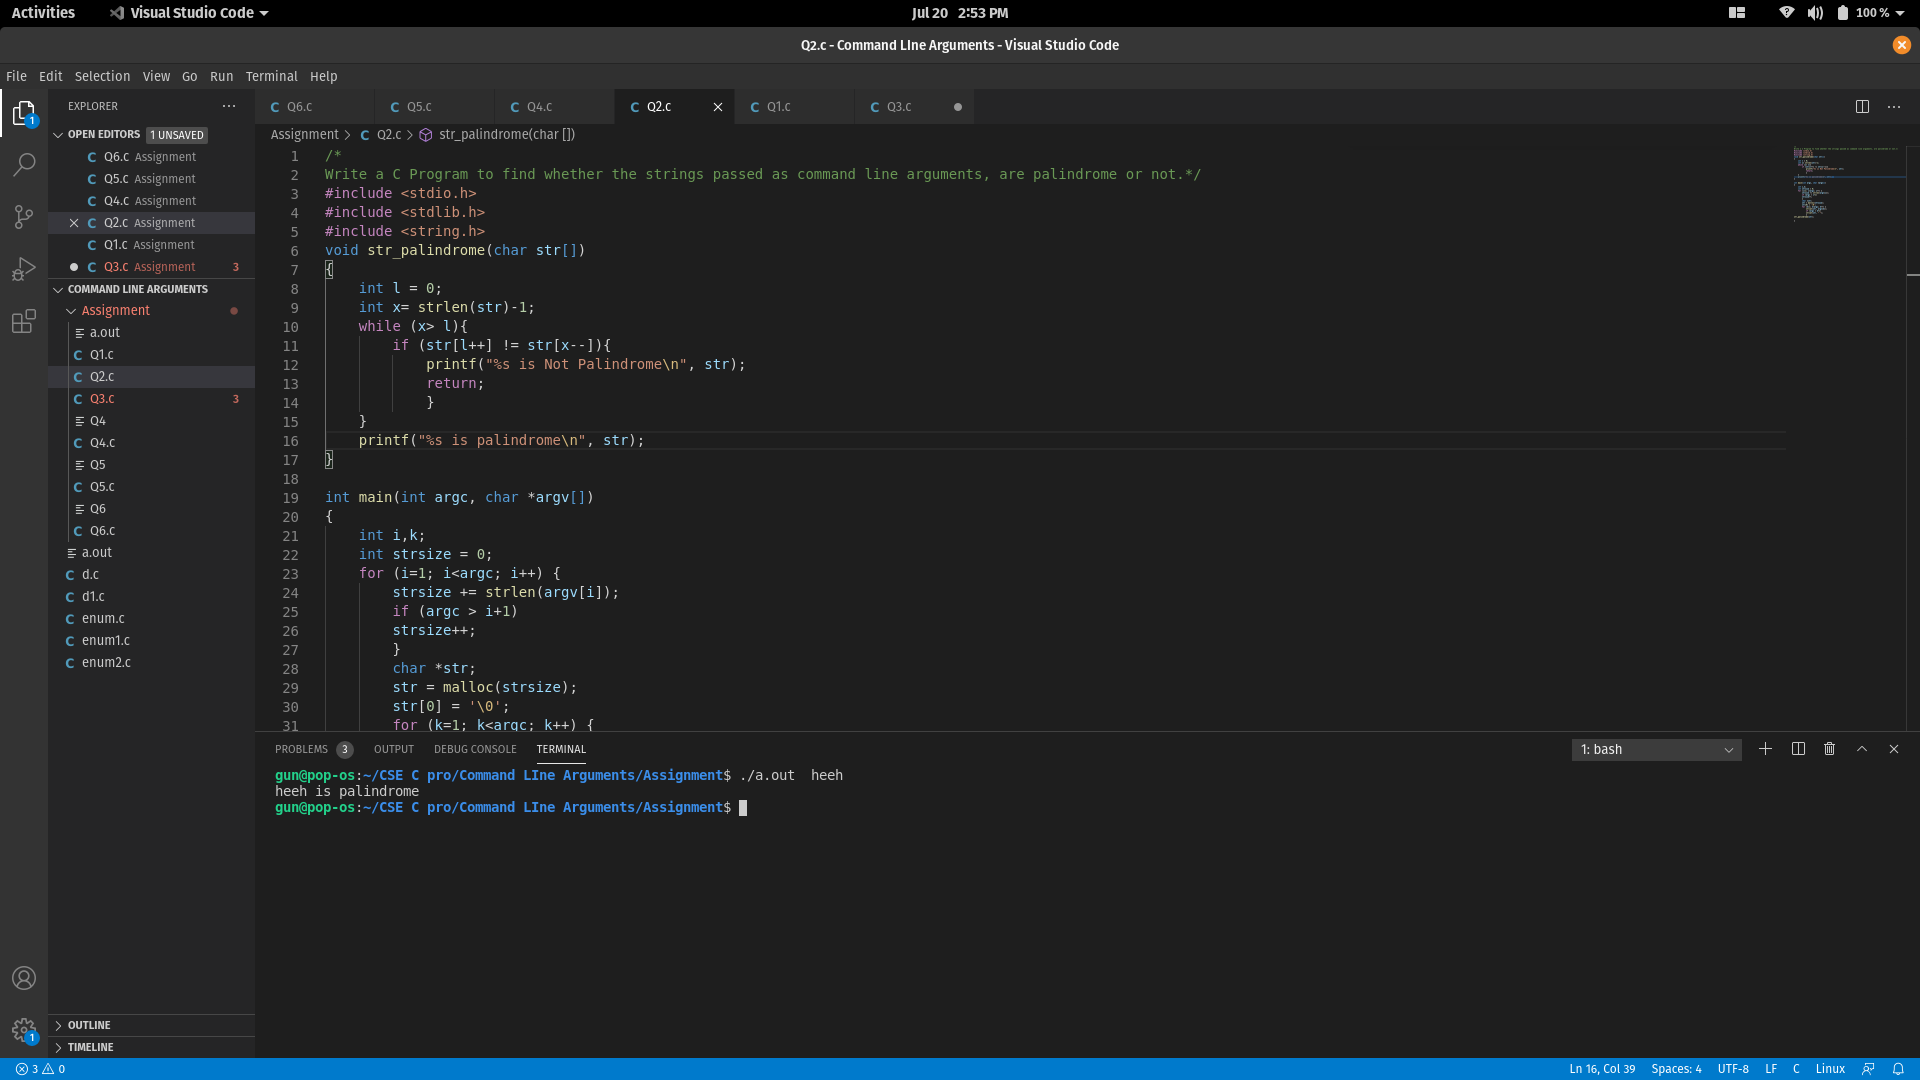 Activities Visual Studio Code Jul 20 2:53 PM 100 %
Q2.c - Command LIne Arguments - Visual Studio Code
File Edit Selection View Go Run Terminal Help
EXPLORER
OPEN EDITORS 1 UNSAVED
Q6.c Assignment
Q5.c Assignment
Q4.c Assignment
Q2.c Assignment
Q1.c Assignment
Q3.c Assignment 3
COMMAND LINE ARGUMENTS
Assignment
a.out
Q1.c
Q2.c
Q3.c 3
Q4
Q4.c
Q5
Q5.c
Q6
Q6.c
a.out
d.c
d1.c
enum.c
enum1.c
enum2.c
OUTLINE
TIMELINE
1
1
Q6.c Q5.c Q4.c Q2.c Q1.c Q3.c
Assignment > Q2.c > str_palindrome(char [])
1 /*
2 Write a C Program to find whether the strings passed as command line arguments, are palindrome or not.*/
3 #include <stdio.h>
4 #include <stdlib.h>
5 #include <string.h>
6 void str_palindrome(char str[])
7 {
8     int l = 0;
9     int x= strlen(str)-1;
10     while (x> l){
11         if (str[l++] != str[x--]){
12             printf("%s is Not Palindrome\n", str);
13             return;
14             }
15     }
16     printf("%s is palindrome\n", str);
17 }
18
19 int main(int argc, char *argv[])
20 {
21     int i,k;
22     int strsize = 0;
23     for (i=1; i<argc; i++) {
24         strsize += strlen(argv[i]);
25         if (argc > i+1)
26         strsize++;
27         }
28         char *str;
29         str = malloc(strsize);
30         str[0] = '\0';
31         for (k=1; k<argc; k++) {
PROBLEMS 3 OUTPUT DEBUG CONSOLE TERMINAL 1: bash
gun@pop-os:~/CSE C pro/Command LIne Arguments/Assignment$ ./a.out  heeh
heeh is palindrome
gun@pop-os:~/CSE C pro/Command LIne Arguments/Assignment$
3 0 Ln 16, Col 39 Spaces: 4 UTF-8 LF C Linux